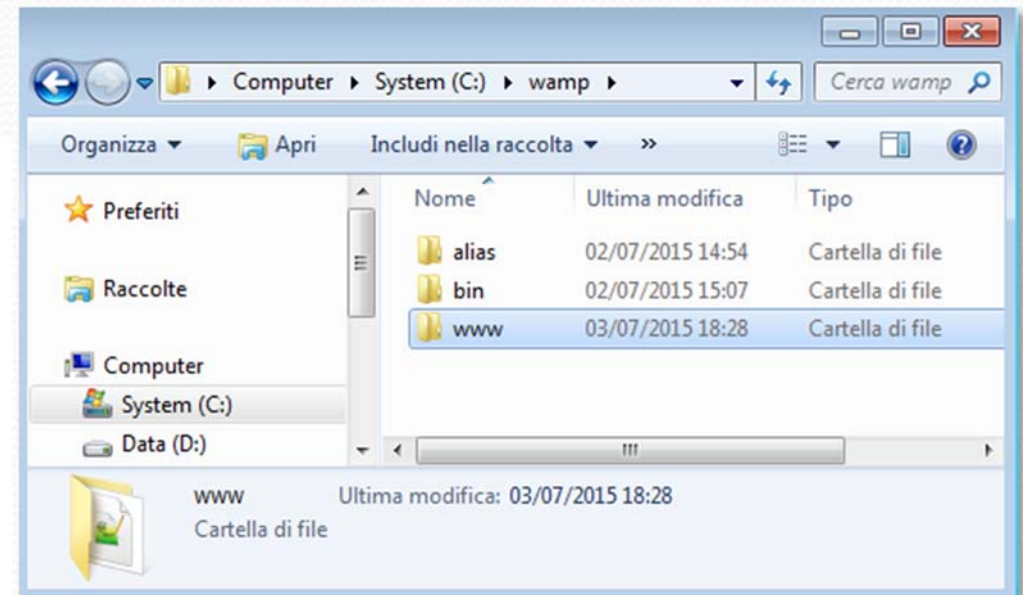 Computer System (C:) wamp Cerca wamp
Organizza Apri Includi nella raccolta »
Preferiti
Raccolte
Computer
System (C:)
Data (D:)
Nome Ultima modifica Tipo
alias 02/07/2015 14:54 Cartella di file
bin 02/07/2015 15:07 Cartella di file
www 03/07/2015 18:28 Cartella di file
www Ultima modifica: 03/07/2015 18:28
Cartella di file